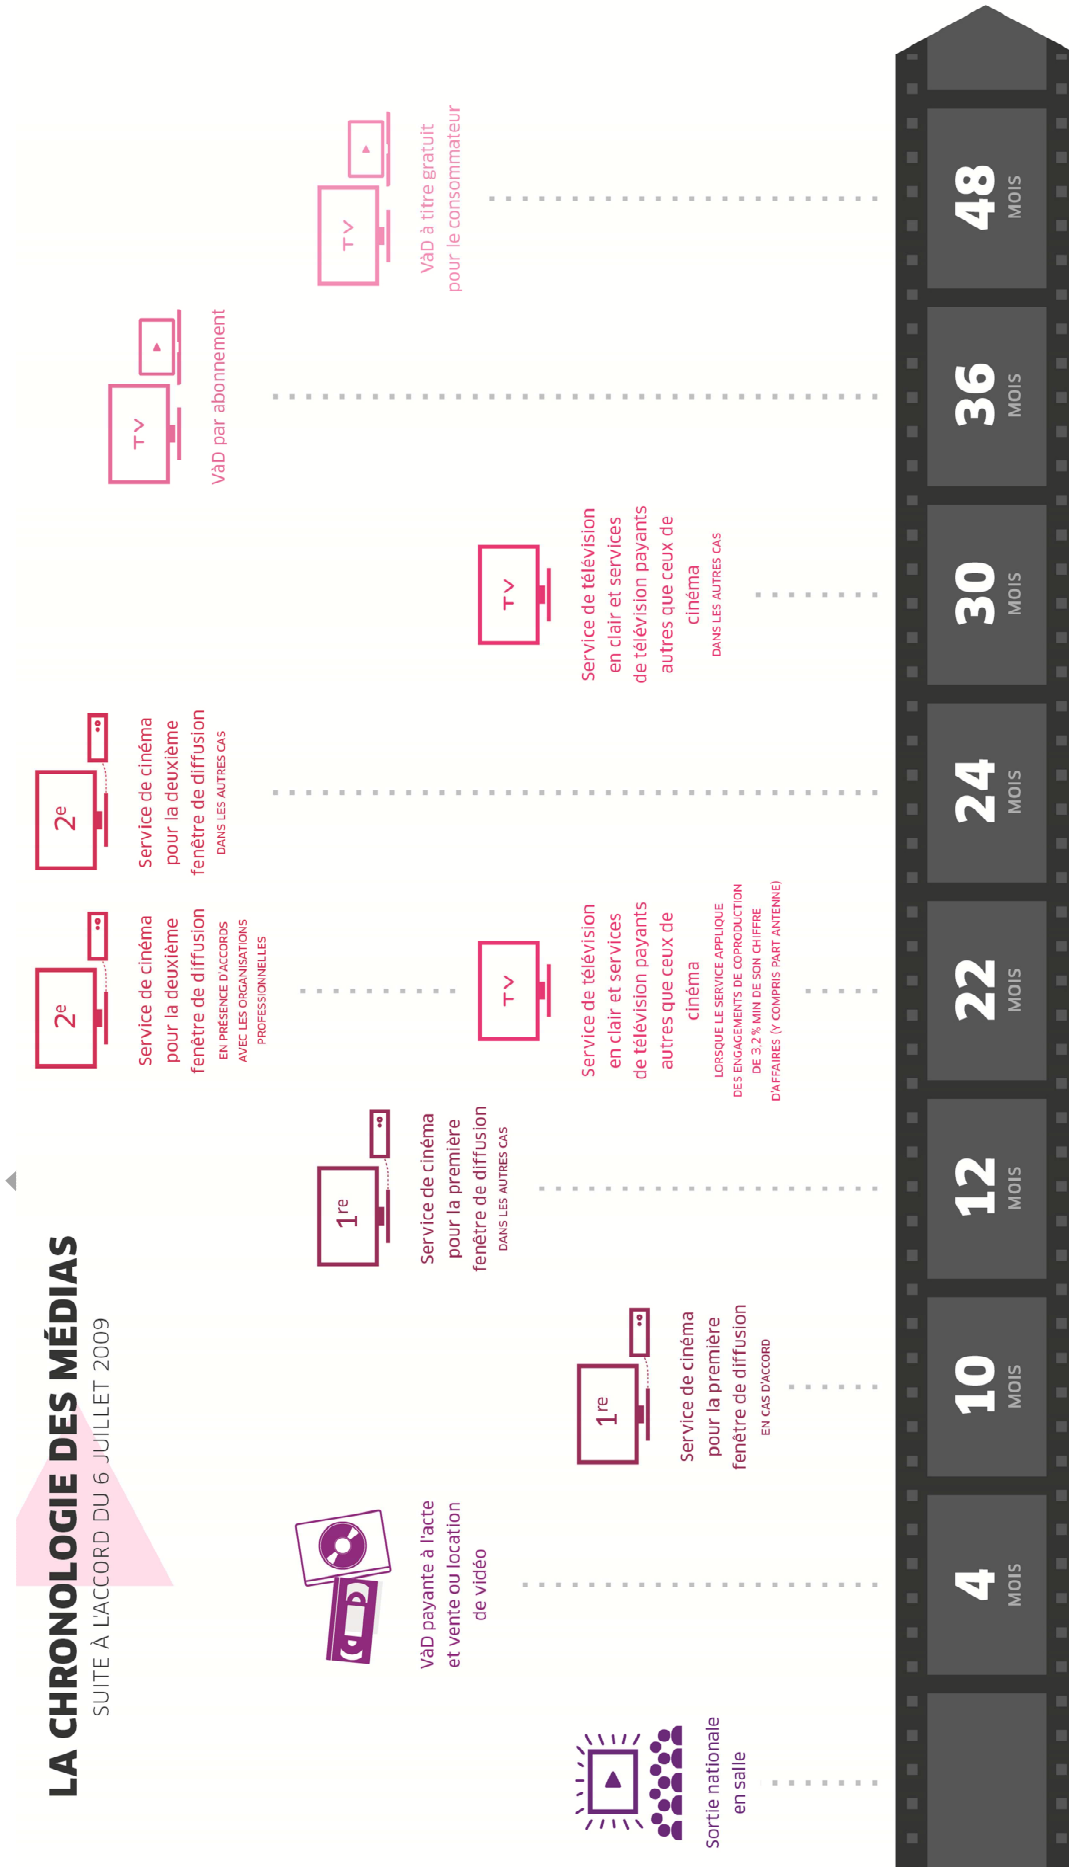 LA CHRONOLOGIE DES MÉDIAS
SUITE À L'ACCORD DU 6 JUILLET 2009
Sortie nationale
en salle
VàD payante à l'acte
et vente ou location
de vidéo
4
MOIS
1re
Service de cinéma
pour la première
fenêtre de diffusion
EN CAS D'ACCORD
10
MOIS
1re
Service de cinéma
pour la première
fenêtre de diffusion
DANS LES AUTRES CAS
12
MOIS
2e
Service de cinéma
pour la deuxième
fenêtre de diffusion
EN PRÉSENCE D'ACCORDS
AVEC LES ORGANISATIONS
PROFESSIONNELLES
TV
Service de télévision
en clair et services
de télévision payants
autres que ceux de
cinéma
LORSQUE LE SERVICE APPLIQUE
DES ENGAGEMENTS DE COPRODUCTION
DE 3,2 % MIN DE SON CHIFFRE
D'AFFAIRES (Y COMPRIS PART ANTENNE)
22
MOIS
2e
Service de cinéma
pour la deuxième
fenêtre de diffusion
DANS LES AUTRES CAS
24
MOIS
TV
Service de télévision
en clair et services
de télévision payants
autres que ceux de
cinéma
DANS LES AUTRES CAS
30
MOIS
TV
VàD par abonnement
36
MOIS
TV
VàD à titre gratuit
pour le consommateur
48
MOIS